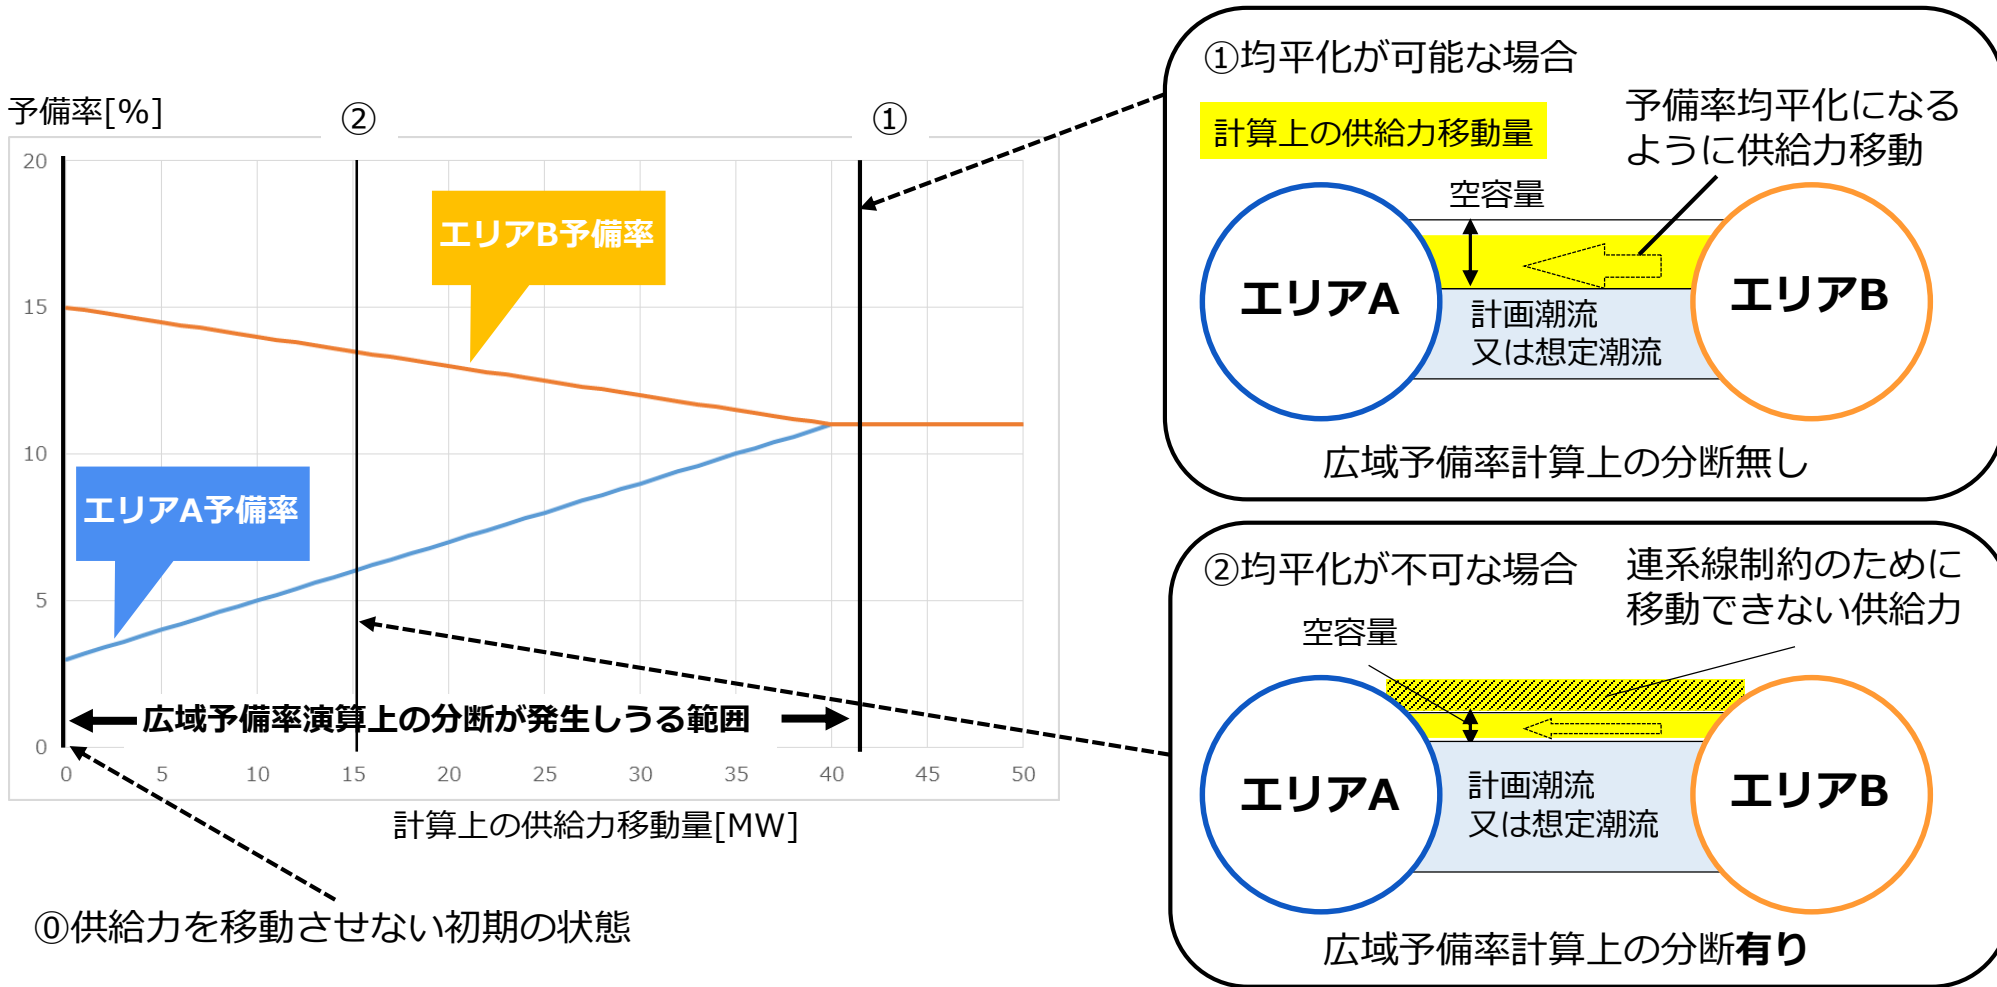 予備率[%]
②
①
20
15
10
5
0
エリアB予備率
エリアA予備率
広域予備率演算上の分断が発生しうる範囲
0
5
10
15
20
25
30
35
40
45
50
計算上の供給力移動量[MW]
⓪供給力を移動させない初期の状態
①均平化が可能な場合
計算上の供給力移動量
予備率均平化になる
ように供給力移動
空容量
エリアA
計画潮流
又は想定潮流
エリアB
広域予備率計算上の分断無し
②均平化が不可な場合
連系線制約のために
移動できない供給力
空容量
エリアA
計画潮流
又は想定潮流
エリアB
広域予備率計算上の分断有り